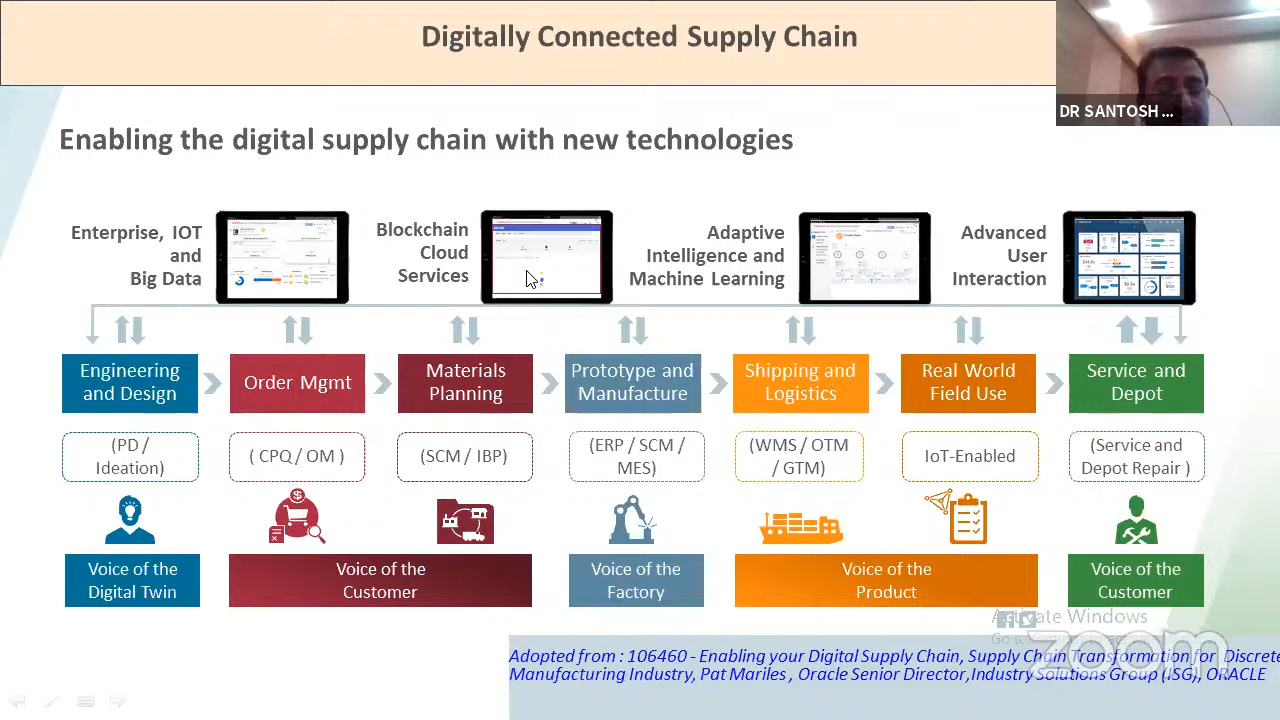 Digitally Connected Supply Chain
DR SANTOSH ...
Enabling the digital supply chain with new technologies
Enterprise, IOT
and
Big Data
Blockchain
Cloud
Services
Adaptive
Intelligence and
Machine Learning
Advanced
User
Interaction
Engineering
and Design
Order Mgmt
Materials
Planning
Prototype and
Manufacture
Shipping and
Logistics
Real World
Field Use
Service and
Depot
(PD /
Ideation)
( CPQ / OM )
(SCM / IBP)
(ERP / SCM /
MES)
(WMS / OTM
/ GTM)
IoT-Enabled
(Service and
Depot Repair )
Voice of the
Digital Twin
Voice of the
Customer
Voice of the
Factory
Voice of the
Product
Voice of the
Customer
Activate Windows
Go to
zoom
Adopted from : 106460 - Enabling your Digital Supply Chain, Supply Chain Transformation for Discrete
Manufacturing Industry, Pat Mariles , Oracle Senior Director,Industry Solutions Group (ISG), ORACLE